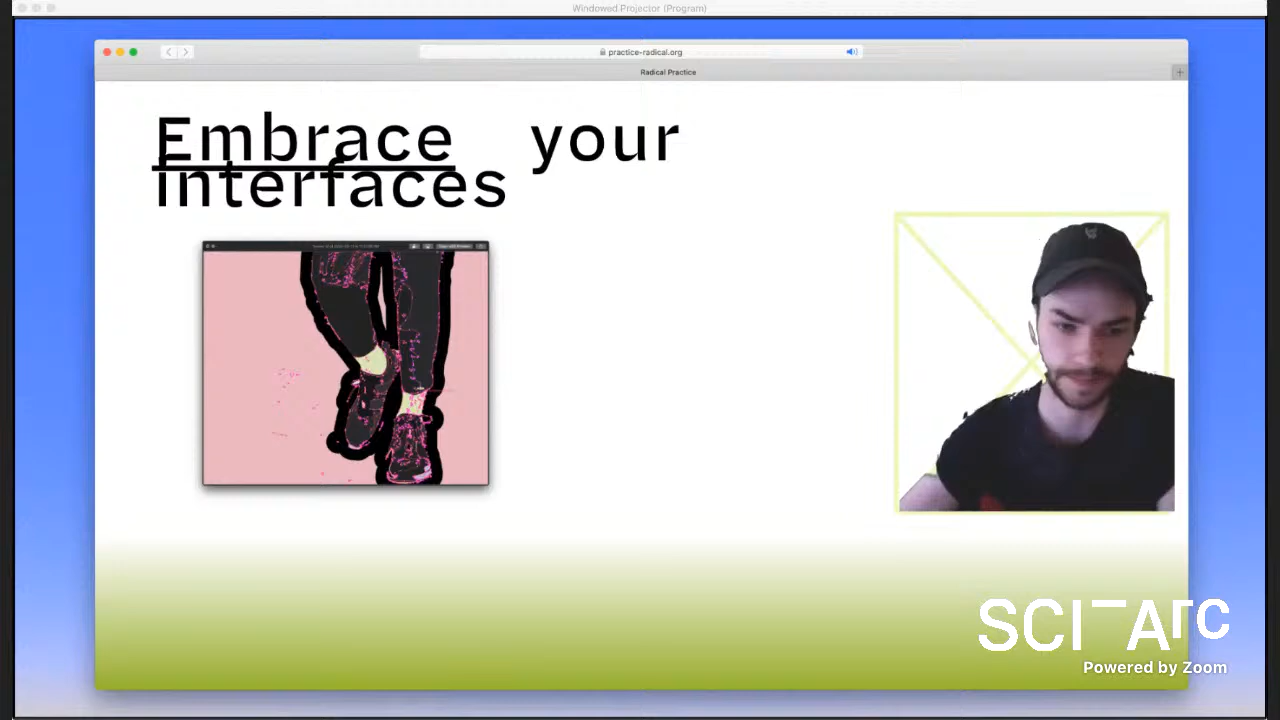 Windowed Projector (Program)
practice-radical.org
Radical Practice
Embrace your
interfaces
SCI-Arc
Powered by Zoom